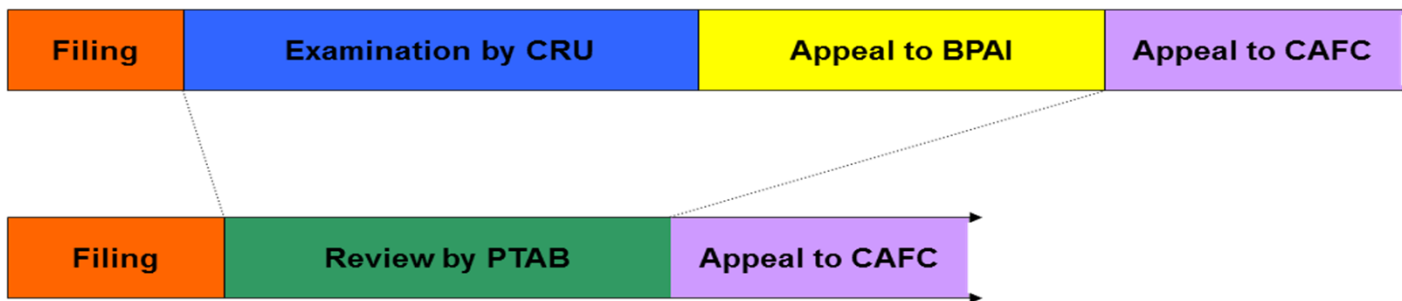 Filing Examination by CRU Appeal to BPAI Appeal to CAFC
Filing Review by PTAB Appeal to CAFC